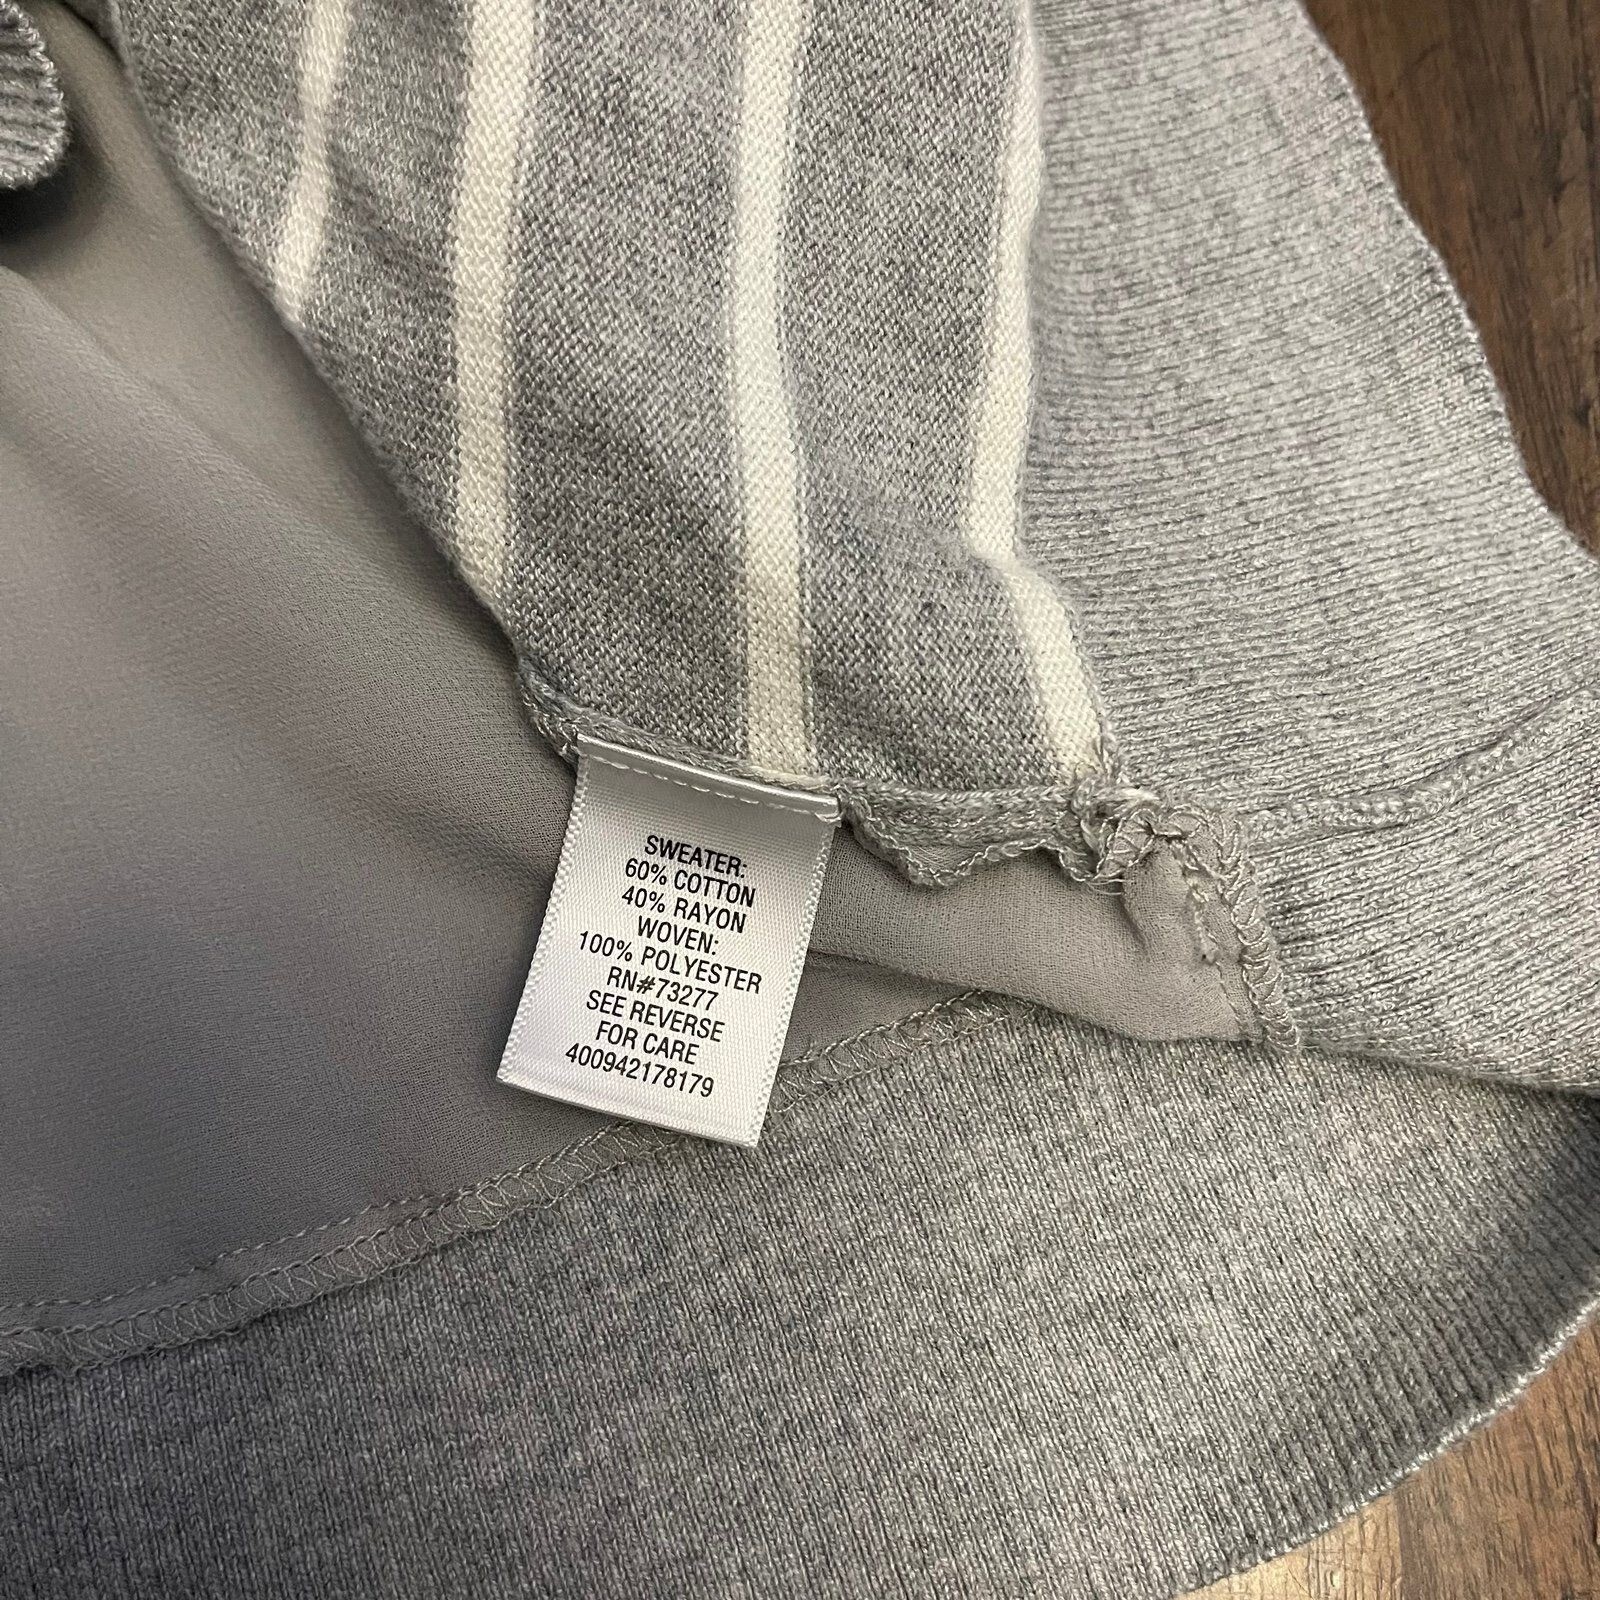 SWEATER:
60% COTTON
40% RAYON
WOVEN:
100% POLYESTER
RN#73277
SEE REVERSE
FOR CARE
400942178179